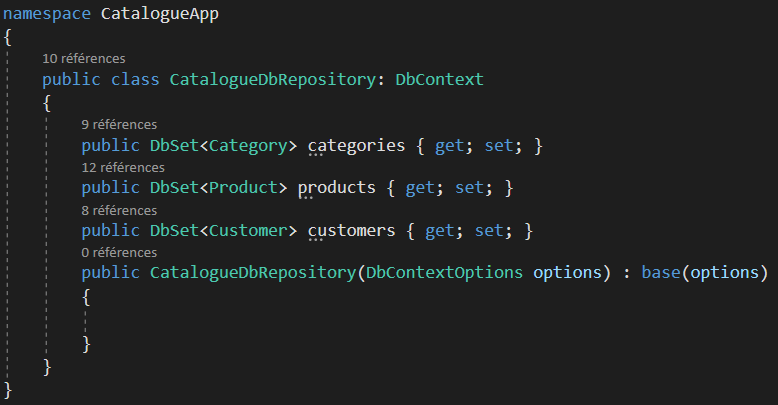 namespace CatalogueApp
{
10 références
public class CatalogueDbRepository: DbContext
{
9 références
public DbSet<Category> categories { get; set; }
12 références
public DbSet<Product> products { get; set; }
8 références
public DbSet<Customer> customers { get; set; }
0 références
public CatalogueDbRepository(DbContextOptions options) : base(options)
{
}
}
}